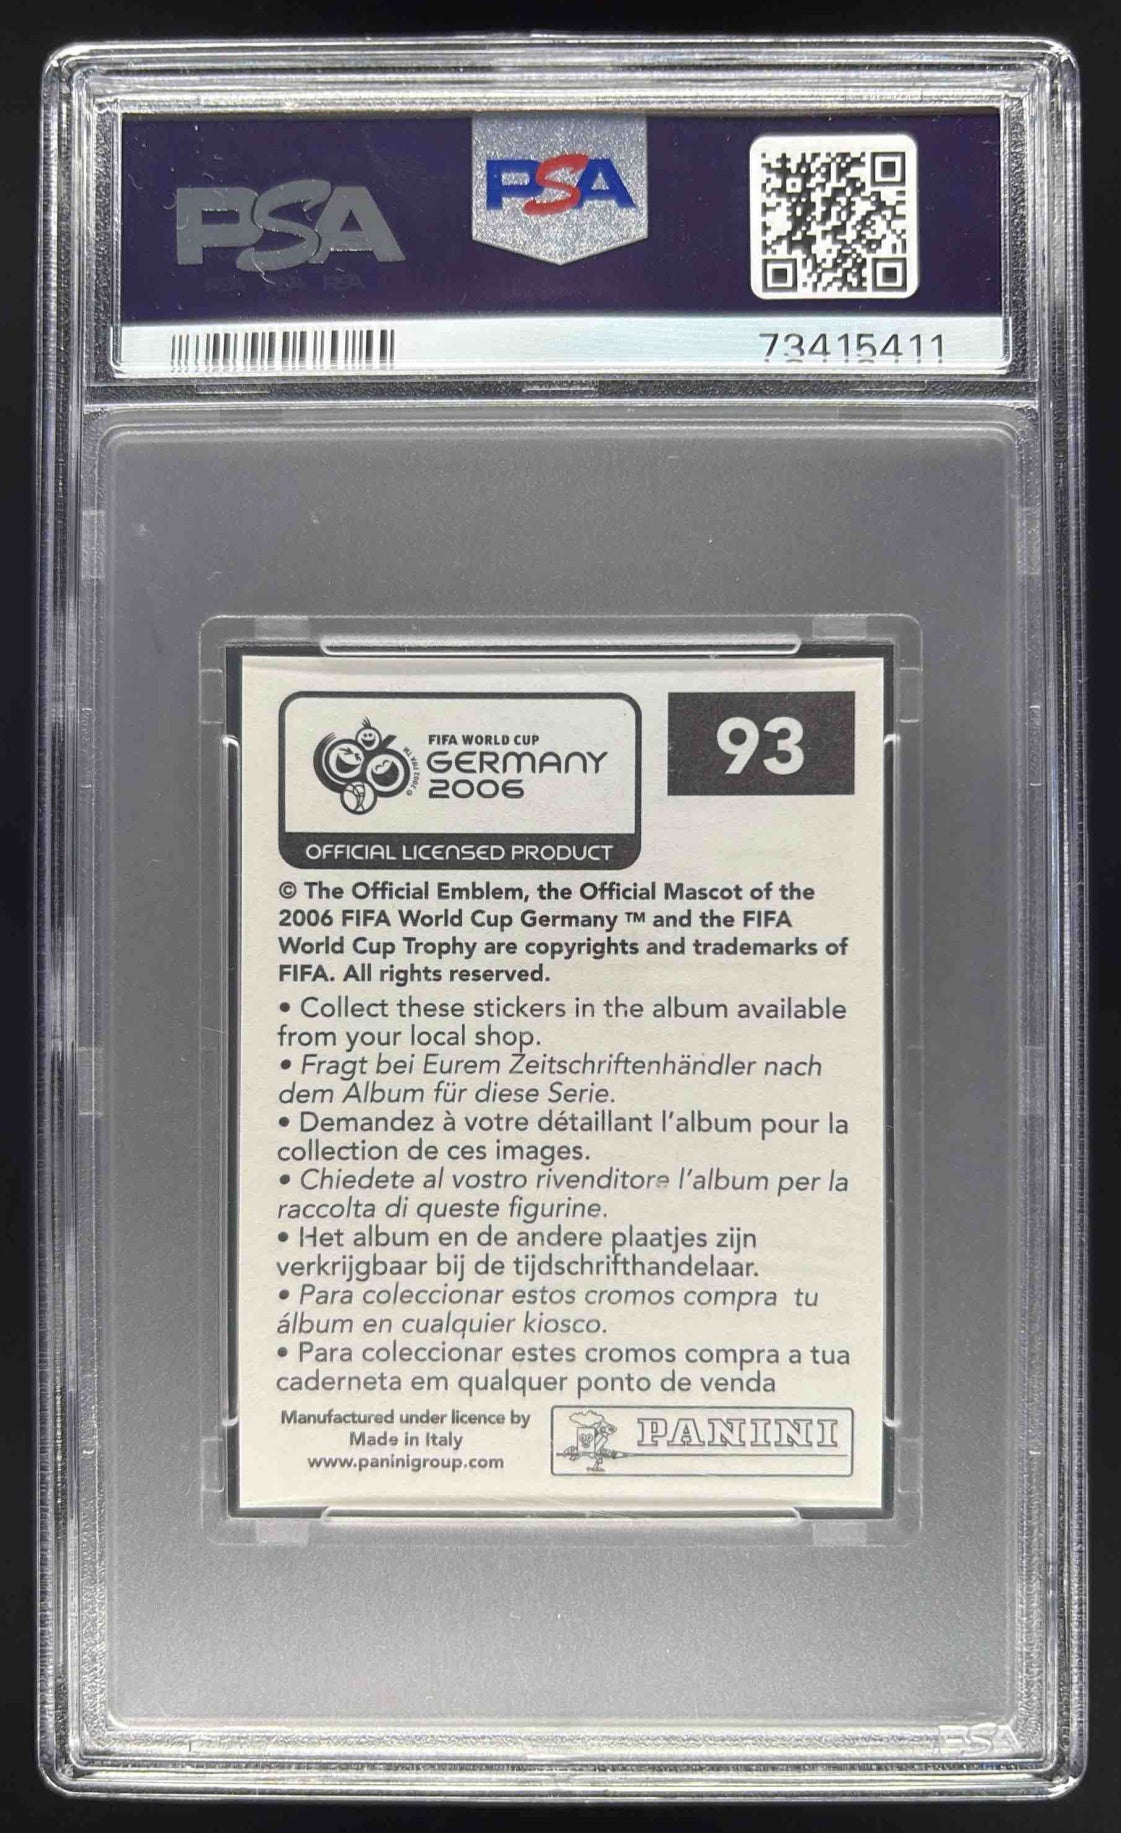 PSA
PSA
73415411
FIFA WORLD CUP
GERMANY
2006
© 2002 FIFA TM
OFFICIAL LICENSED PRODUCT
93
© The Official Emblem, the Official Mascot of the
2006 FIFA World Cup Germany ™ and the FIFA
World Cup Trophy are copyrights and trademarks of
FIFA. All rights reserved.
• Collect these stickers in the album available
from your local shop.
• Fragt bei Eurem Zeitschriftenhändler nach
dem Album für diese Serie.
• Demandez à votre détaillant l'album pour la
collection de ces images.
• Chiedete al vostro rivenditore l'album per la
raccolta di queste figurine.
• Het album en de andere plaatjes zijn
verkrijgbaar bij de tijdschrifthandelaar.
• Para coleccionar estos cromos compra tu
álbum en cualquier kiosco.
• Para coleccionar estes cromos compra a tua
caderneta em qualquer ponto de venda
Manufactured under licence by
Made in Italy
www.paninigroup.com
PANINI
PSA